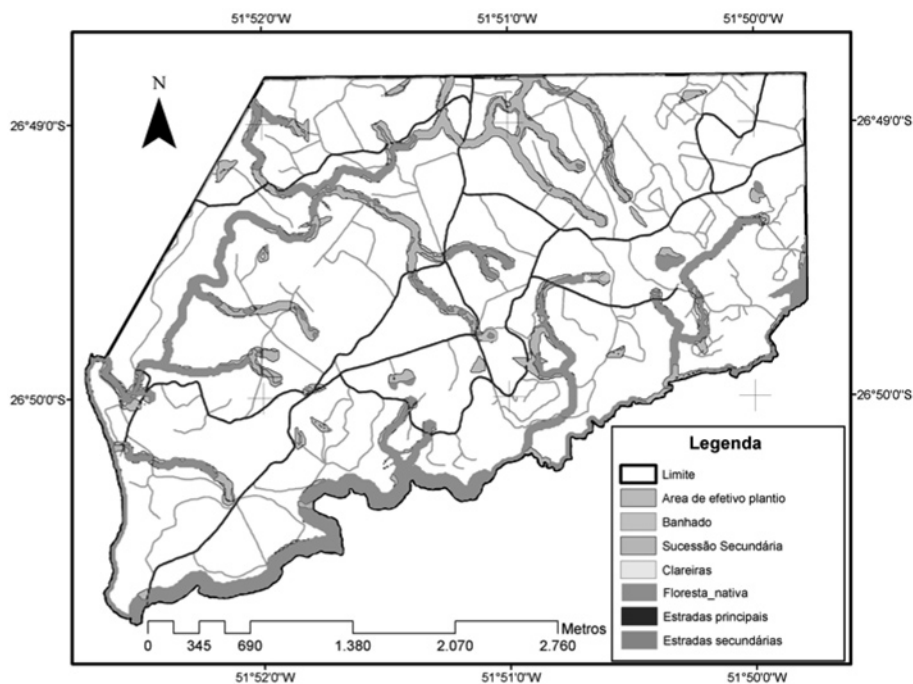 51°52'0"W 51°51'0"W 51°50'0"W
N
26°49'0"S 26°49'0"S
26°50'0"S 26°50'0"S
Legenda
Limite
Area de efetivo plantio
Banhado
Sucessão Secundária
Clareiras
Floresta_nativa
Estradas principais
Estradas secundárias
Metros
0 345 690 1.380 2.070 2.760
51°52'0"W 51°51'0"W 51°50'0"W